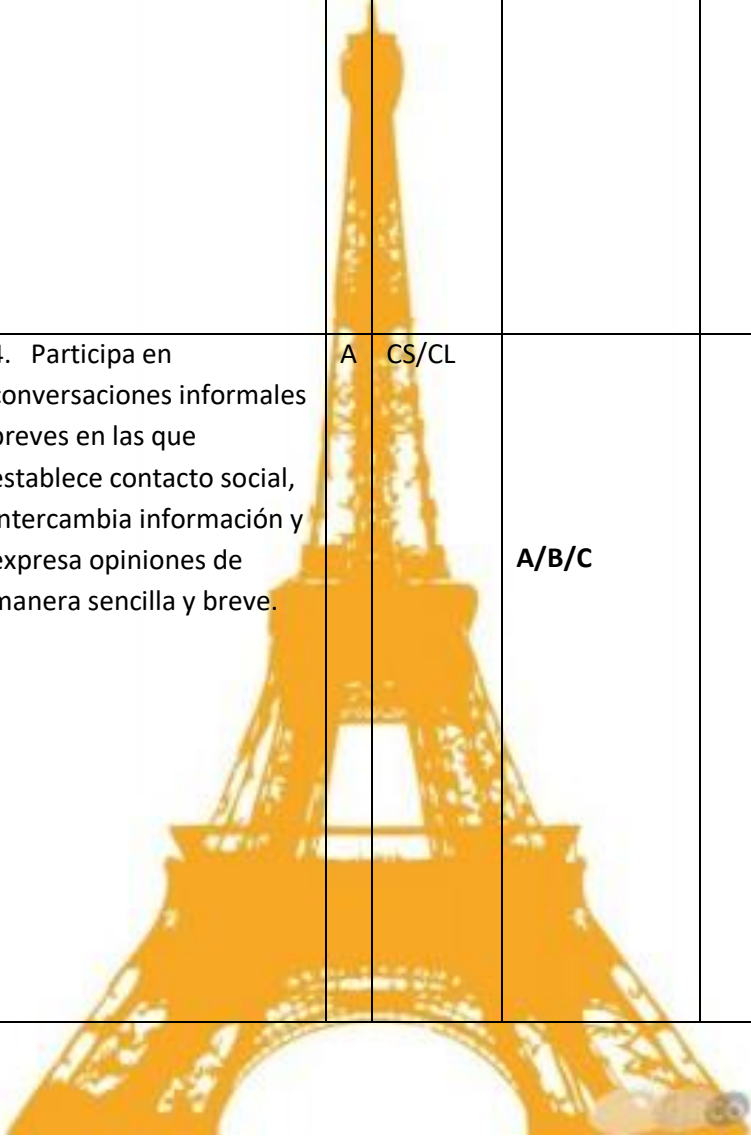 4. Participa en A CS/CL
conversaciones informales
breves en las que
establece contacto social,
intercambia información y
expresa opiniones de A/B/C
manera sencilla y breve.